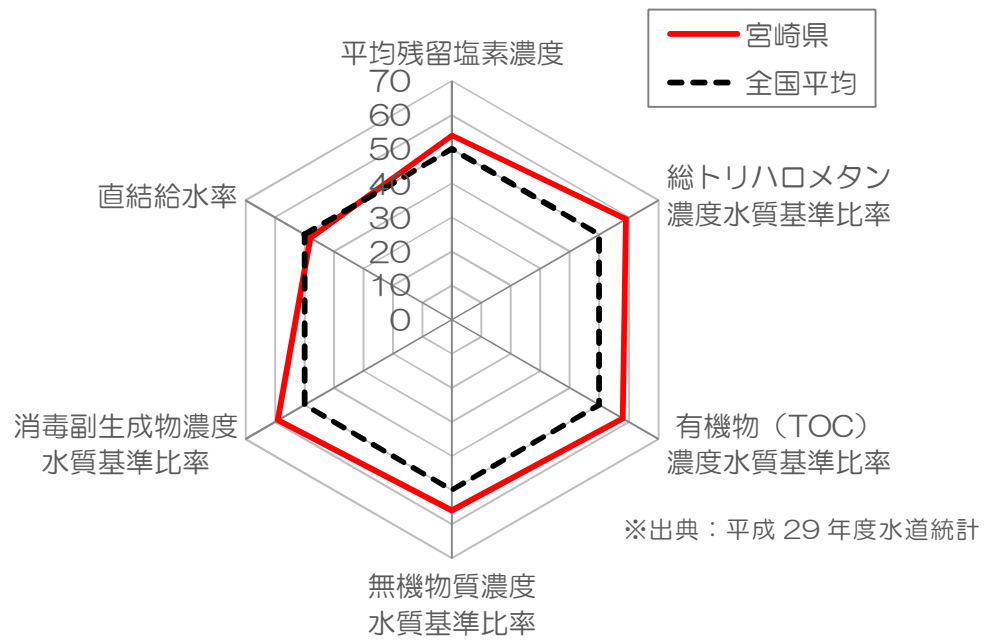 宮崎県
全国平均
平均残留塩素濃度
70
60
50
40
30
20
10
0
総トリハロメタン
濃度水質基準比率
有機物（TOC）
濃度水質基準比率
無機物質濃度
水質基準比率
消毒副生成物濃度
水質基準比率
直結給水率
※出典：平成 29 年度水道統計